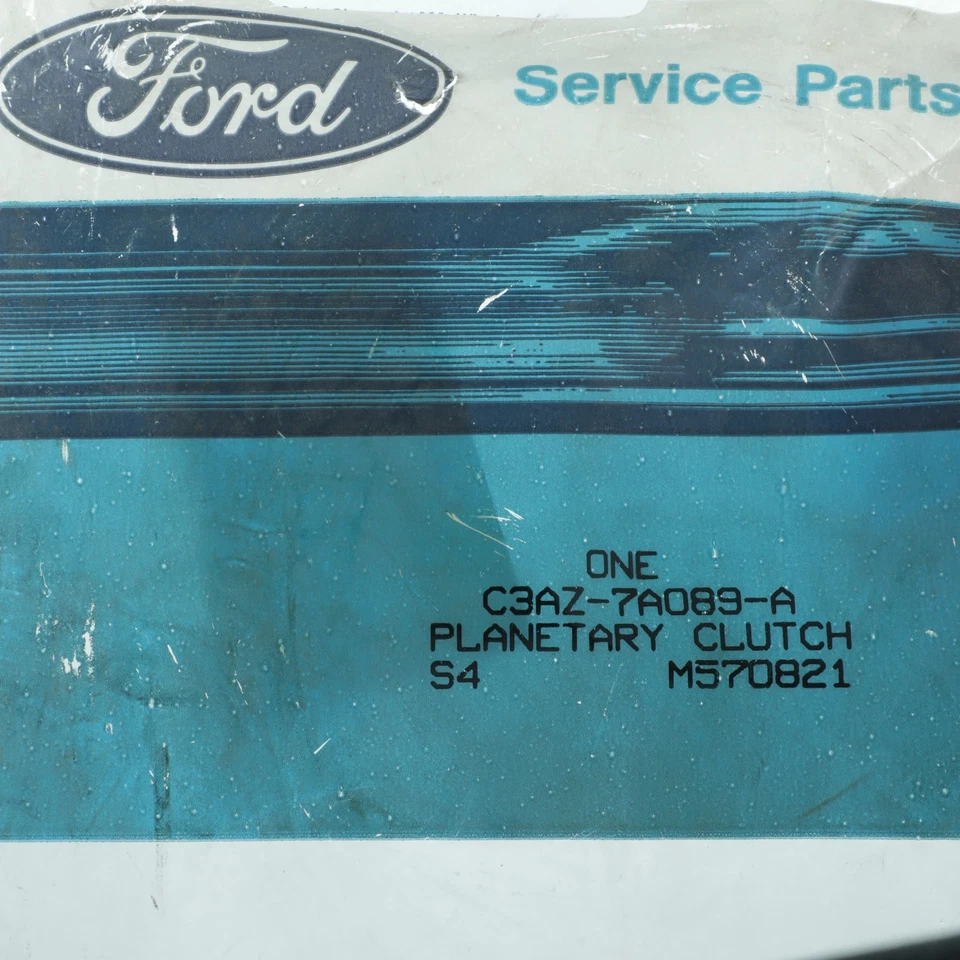 Ford Service Parts
ONE
C3AZ-7A089-A
PLANETARY CLUTCH
S4 M570821